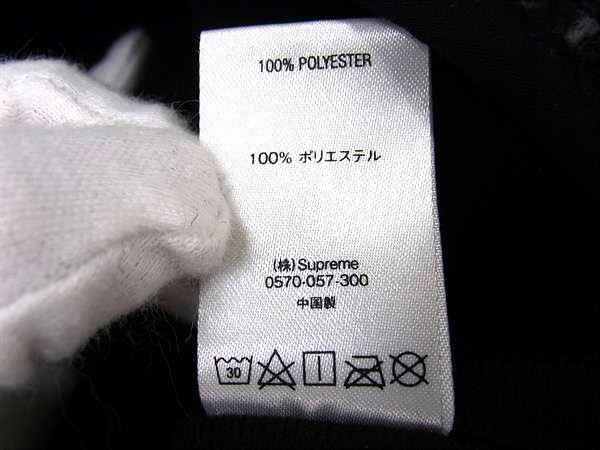 100% POLYESTER
100% ポリエステル
(株)Supreme
0570-057-300
中国製
30